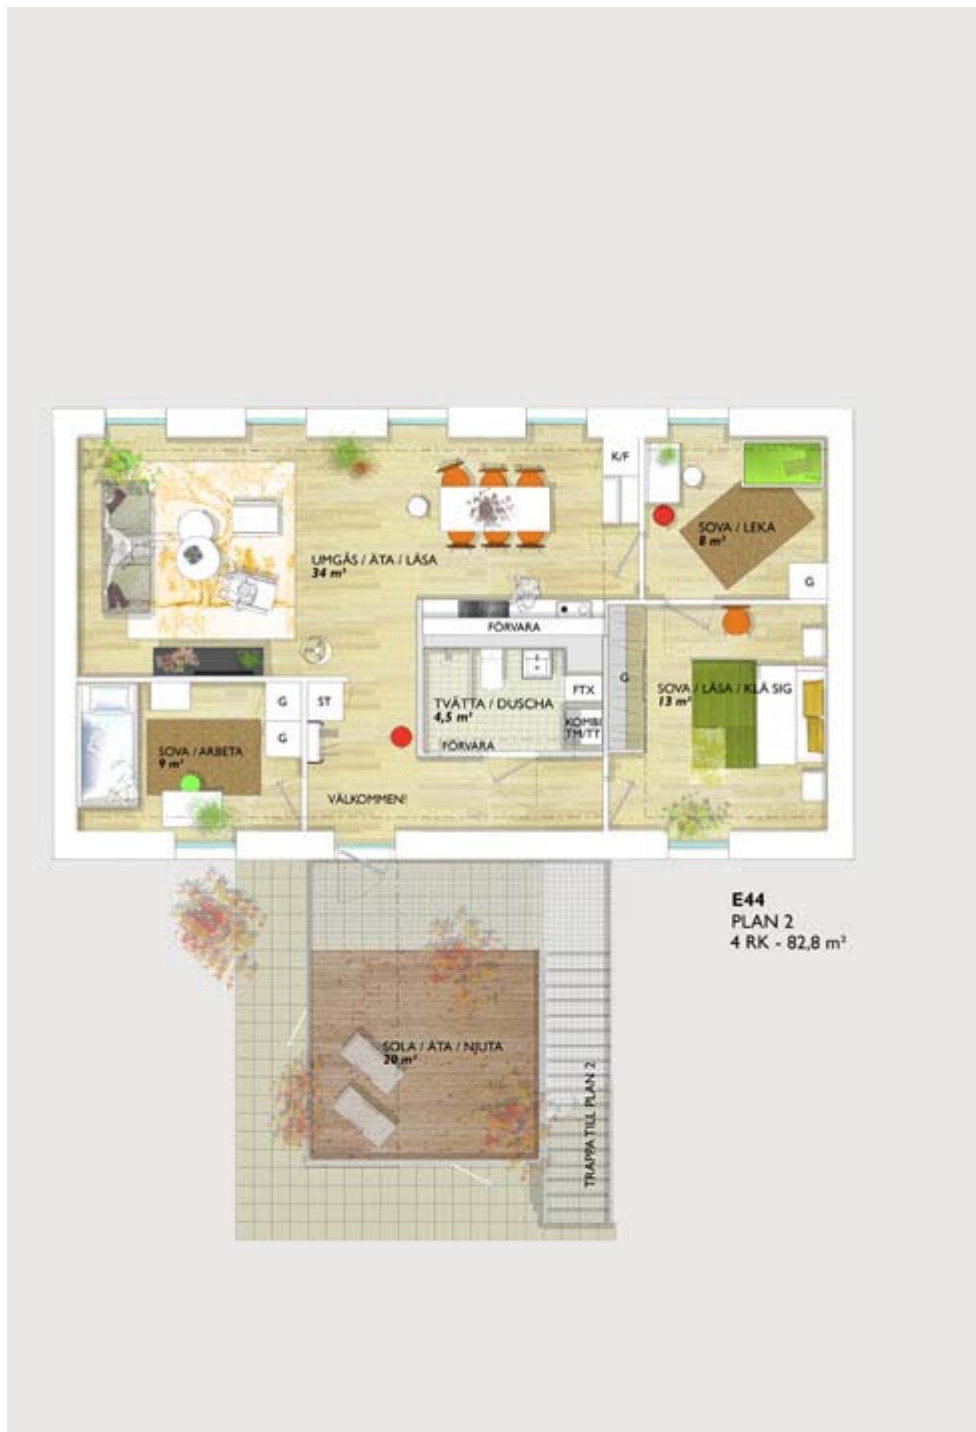 K/F
SOVA / LEKA
8 m²
UMGÅS / ÄTA / LÄSA
34 m²
G
FÖRVARA
G
SOVA / LÄSA / KLÄ SIG
13 m²
FTX
TVÄTTA / DUSCHA
4,5 m²
KOMBI
TM/TT
FÖRVARA
G
ST
G
SOVA / ARBETA
9 m²
VÄLKOMMEN!
E44
PLAN 2
4 RK - 82,8 m²
SOLA / ÄTA / NJUTA
20 m²
TRAPPA TILL PLAN 2